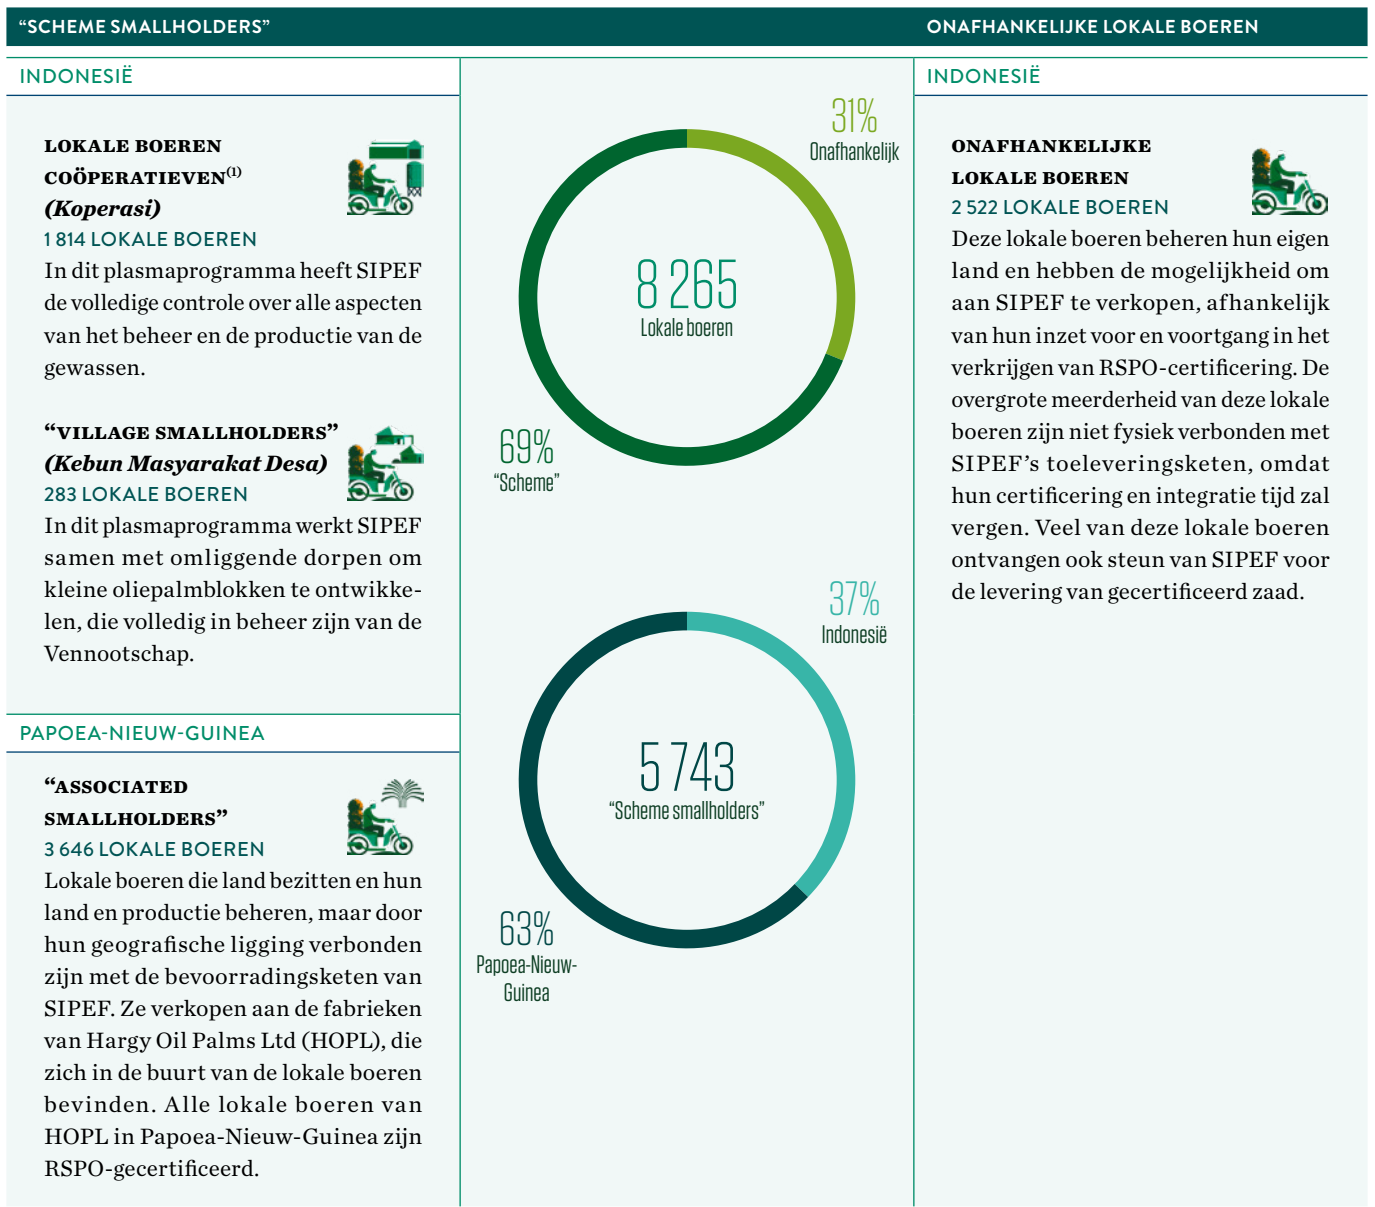 “SCHEME SMALLHOLDERS”
INDONESIË
LOKALE BOEREN
COÖPERATIEVEN(1)
(Koperasi)
1 814 LOKALE BOEREN
In dit plasmaprogramma heeft SIPEF
de volledige controle over alle aspecten
van het beheer en de productie van de
gewassen.
“VILLAGE SMALLHOLDERS”
(Kebun Masyarakat Desa)
283 LOKALE BOEREN
In dit plasmaprogramma werkt SIPEF
samen met omliggende dorpen om
kleine oliepalmblokken te ontwikke-
len, die volledig in beheer zijn van de
Vennootschap.
PAPOEA-NIEUW-GUINEA
“ASSOCIATED
SMALLHOLDERS”
3 646 LOKALE BOEREN
Lokale boeren die land bezitten en hun
land en productie beheren, maar door
hun geografische ligging verbonden
zijn met de bevoorradingsketen van
SIPEF. Ze verkopen aan de fabrieken
van Hargy Oil Palms Ltd (HOPL), die
zich in de buurt van de lokale boeren
bevinden. Alle lokale boeren van
HOPL in Papoea-Nieuw-Guinea zijn
RSPO-gecertificeerd.
31%
Onafhankelijk
8 265
Lokale boeren
69%
“Scheme”
37%
Indonesië
5 743
“Scheme smallholders”
63%
Papoea-Nieuw-
Guinea
ONAFHANKELIJKE LOKALE BOEREN
INDONESIË
ONAFHANKELIJKE
LOKALE BOEREN
2 522 LOKALE BOEREN
Deze lokale boeren beheren hun eigen
land en hebben de mogelijkheid om
aan SIPEF te verkopen, afhankelijk
van hun inzet voor en voortgang in het
verkrijgen van RSPO-certificering. De
overgrote meerderheid van deze lokale
boeren zijn niet fysiek verbonden met
SIPEF’s toeleveringsketen, omdat
hun certificering en integratie tijd zal
vergen. Veel van deze lokale boeren
ontvangen ook steun van SIPEF voor
de levering van gecertificeerd zaad.